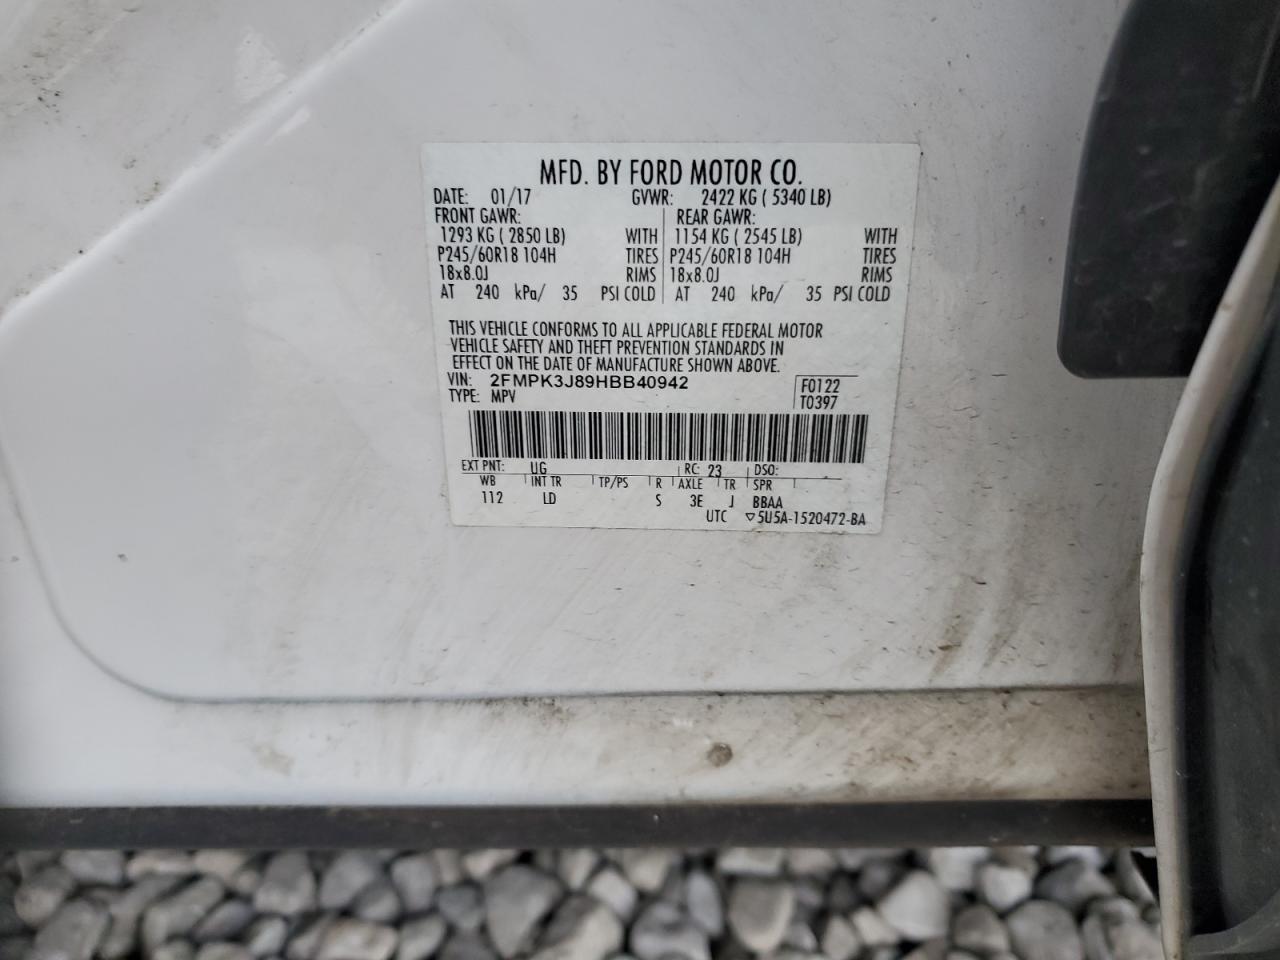 MFD. BY FORD MOTOR CO.
DATE: 01/17 GVWR: 2422 KG ( 5340 LB)
FRONT GAWR: REAR GAWR:
1293 KG ( 2850 LB) WITH 1154 KG ( 2545 LB) WITH
P245/60R18 104H TIRES P245/60R18 104H TIRES
18x8.0J RIMS 18x8.0J RIMS
AT 240 kPa/ 35 PSI COLD AT 240 kPa/ 35 PSI COLD
THIS VEHICLE CONFORMS TO ALL APPLICABLE FEDERAL MOTOR
VEHICLE SAFETY AND THEFT PREVENTION STANDARDS IN
EFFECT ON THE DATE OF MANUFACTURE SHOWN ABOVE.
VIN: 2FMPK3J89HBB40942 F0122
TYPE: MPV T0397
EXT PNT: UG RC: 23 DSO:
WB INT TR TP/PS R AXLE TR SPR
112 LD S 3E J BBAA
UTC ▽5U5A-1520472-BA